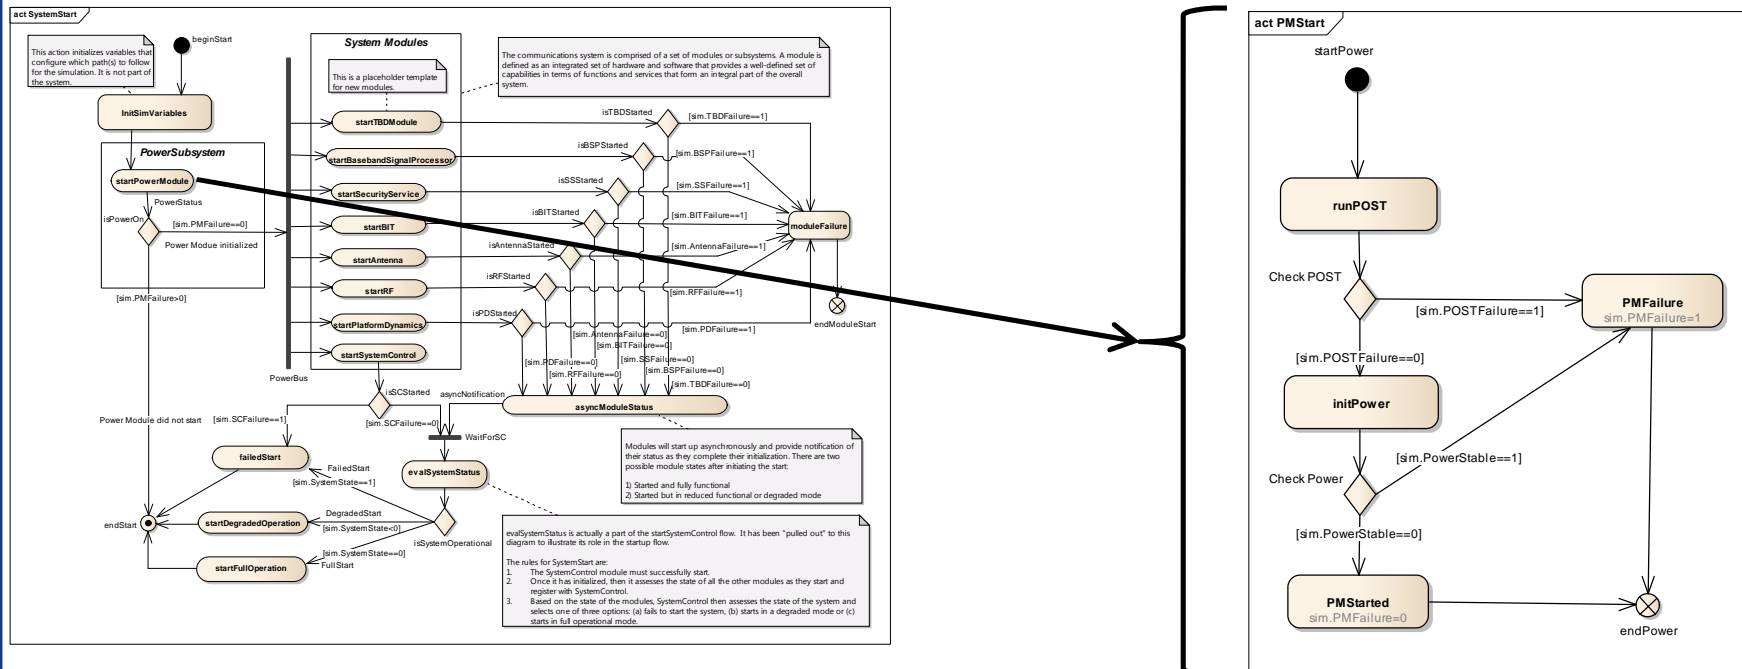 act SystemStart
This action initializes variables that
configure which path(s) to follow
for the simulation. It is not part of
the system.
beginStart
InitSimVariables
PowerSubsystem
startPowerModule
PowerStatus
isPowerOn
[sim.PMFailure==0]
Power Modue initialized
[sim.PMFailure>0]
Power Module did not start
PowerBus
System Modules
This is a placeholder template
for new modules.
startTBDModule
startBasebandSignalProcessor
startSecurityService
startBIT
startAntenna
startRF
startPlatformDynamics
startSystemControl
The communications system is comprised of a set of modules or subsystems. A module is
defined as an integrated set of hardware and software that provides a well-defined set of
capabilities in terms of functions and services that form an integral part of the overall
system.
isTBDStarted
[sim.TBDFailure==1]
isBSPStarted
[sim.BSPFailure==1]
isSSStarted
[sim.SSFailure==1]
isBITStarted
[sim.BITFailure==1]
isAntennaStarted
[sim.AntennaFailure==1]
isRFStarted
[sim.RFFailure==1]
isPDStarted
[sim.PDFailure==1]
moduleFailure
endModuleStart
[sim.AntennaFailure==0]
[sim.BITFailure==0]
[sim.PDFailure==0]
[sim.SSFailure==0]
[sim.RFFailure==0]
[sim.BSPFailure==0]
[sim.TBDFailure==0]
isSCStarted
asyncNotification
asyncModuleStatus
[sim.SCFailure==1]
[sim.SCFailure==0]
WaitForSC
failedStart
FailedStart
[sim.SystemState==1]
evalSystemStatus
Modules will start up asynchronously and provide notification of
their status as they complete their initialization. There are two
possible module states after initiating the start:
1) Started and fully functional
2) Started but in reduced functional or degraded mode
endStart
startDegradedOperation
DegradedStart
[sim.SystemState<0]
isSystemOperational
[sim.SystemState==0]
FullStart
startFullOperation
evalSystemStatus is actually a part of the startSystemControl flow. It has been "pulled out" to this
diagram to illustrate its role in the startup flow.
The rules for SystemStart are:
1. The SystemControl module must successfully start.
2. Once it has initialized, then it assesses the state of all the other modules as they start and
register with SystemControl.
3. Based on the state of the modules, SystemControl then assesses the state of the system and
selects one of three options: (a) fails to start the system, (b) starts in a degraded mode or (c)
starts in full operational mode.
act PMStart
startPower
runPOST
Check POST
[sim.POSTFailure==1]
PMFailure
sim.PMFailure=1
[sim.POSTFailure==0]
initPower
[sim.PowerStable==1]
Check Power
[sim.PowerStable==0]
PMStarted
sim.PMFailure=0
endPower